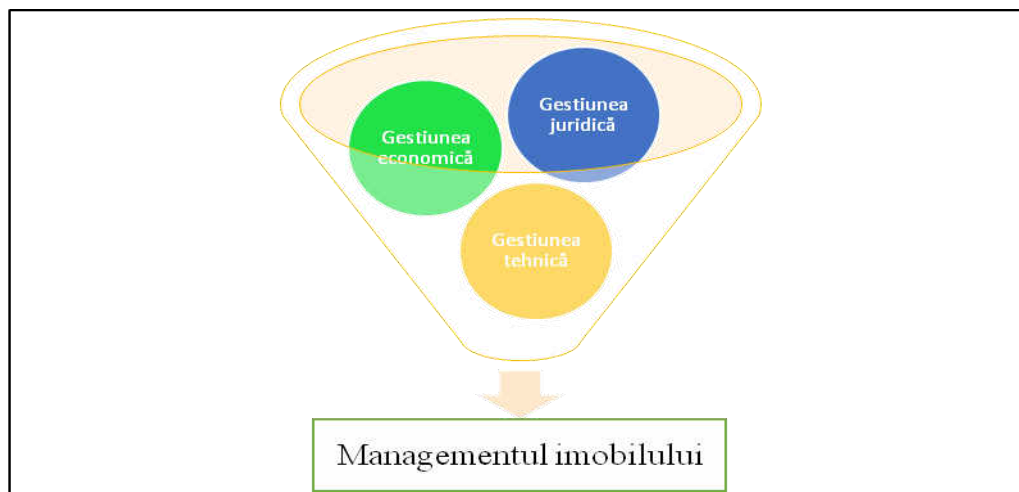 Gestiunea
juridică
Gestiunea
economică
Gestiunea
tehnică
Managementul imobilului